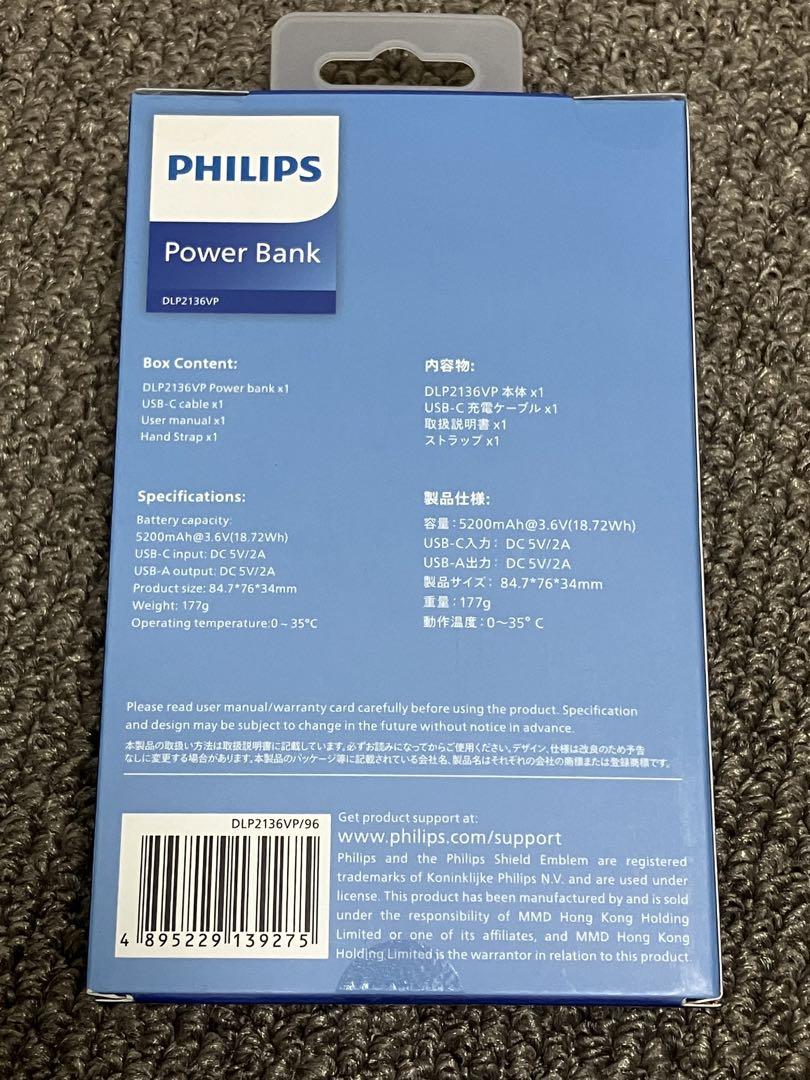 PHILIPS
Power Bank
DLP2136VP
Box Content:
DLP2136VP Power bank x1
USB-C cable x1
User manual x1
Hand Strap x1
内容物:
DLP2136VP 本体 x1
USB-C 充電ケーブル x1
取扱説明書 x1
ストラップ x1
Specifications:
Battery capacity:
5200mAh@3.6V(18.72Wh)
USB-C input: DC 5V/2A
USB-A output: DC 5V/2A
Product size: 84.7*76*34mm
Weight: 177g
Operating temperature:0 ~ 35°C
製品仕様:
容量：5200mAh@3.6V(18.72Wh)
USB-C入力： DC 5V/2A
USB-A出力： DC 5V/2A
製品サイズ： 84.7*76*34mm
重量：177g
動作温度：0～35° C
Please read user manual/warranty card carefully before using the product. Specification
and design may be subject to change in the future without notice in advance.
本製品の取扱い方法は取扱説明書に記載しています。必ずお読みになってからご使用ください。デザイン、仕様は改良のため予告
なしに変更する場合があります。本製品のパッケージ等に記載されている会社名、製品名はそれぞれの会社の商標または登録商標です。
DLP2136VP/96
4 895229 139275
Get product support at:
www.philips.com/support
Philips and the Philips Shield Emblem are registered
trademarks of Koninklijke Philips N.V. and are used under
license. This product has been manufactured by and is sold
under the responsibility of MMD Hong Kong Holding
Limited or one of its affiliates, and MMD Hong Kong
Holding Limited is the warrantor in relation to this product.